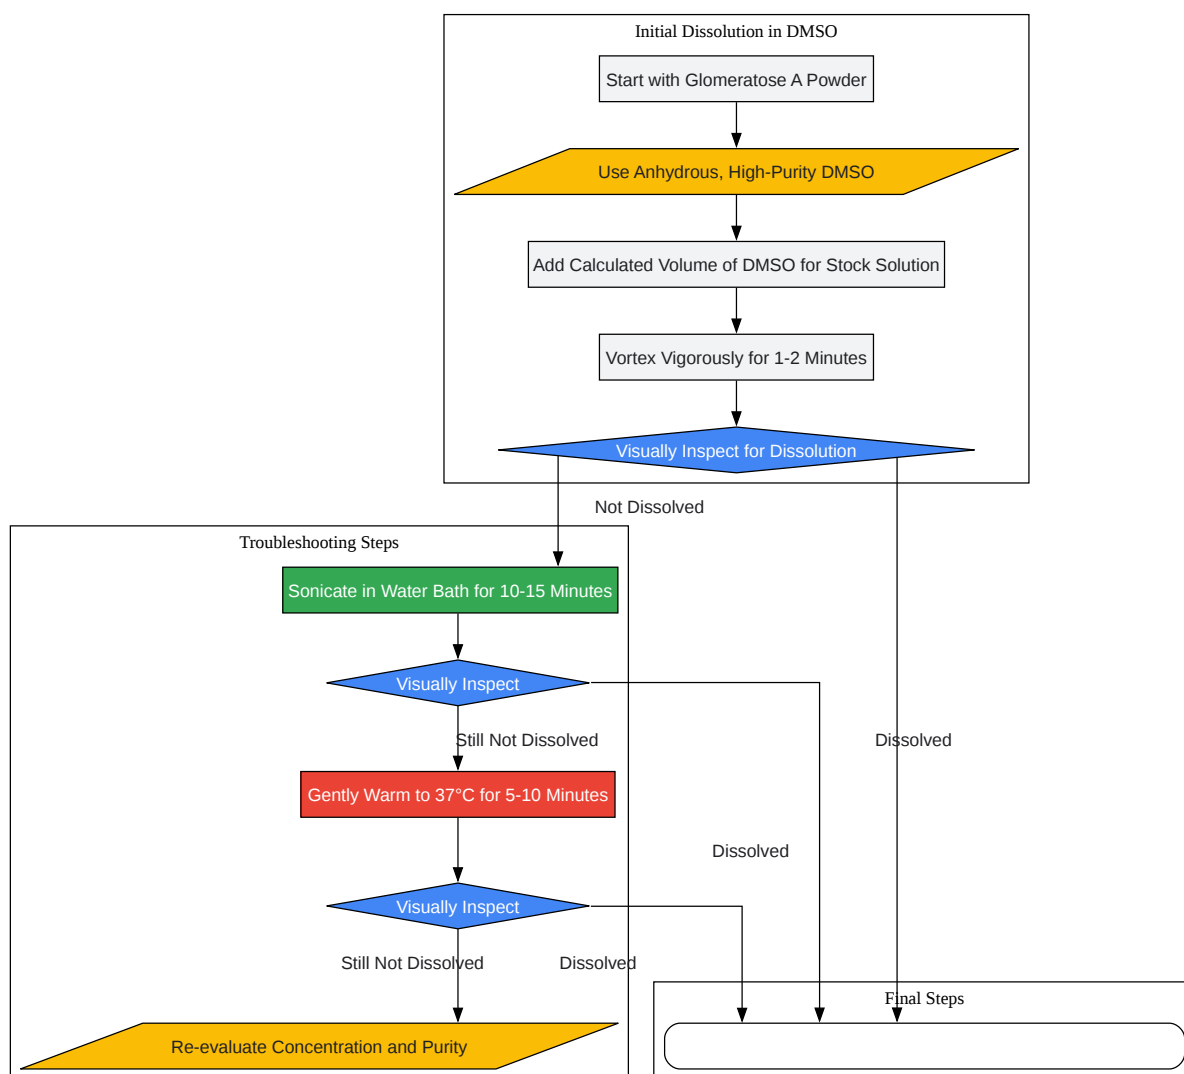 Initial Dissolution in DMSO
Start with Glomeratose A Powder
Use Anhydrous, High-Purity DMSO
Add Calculated Volume of DMSO for Stock Solution
Vortex Vigorously for 1-2 Minutes
Visually Inspect for Dissolution
Not Dissolved
Troubleshooting Steps
Sonicate in Water Bath for 10-15 Minutes
Visually Inspect
Still Not Dissolved
Dissolved
Gently Warm to 37°C for 5-10 Minutes
Dissolved
Visually Inspect
Still Not Dissolved
Dissolved
Final Steps
Re-evaluate Concentration and Purity